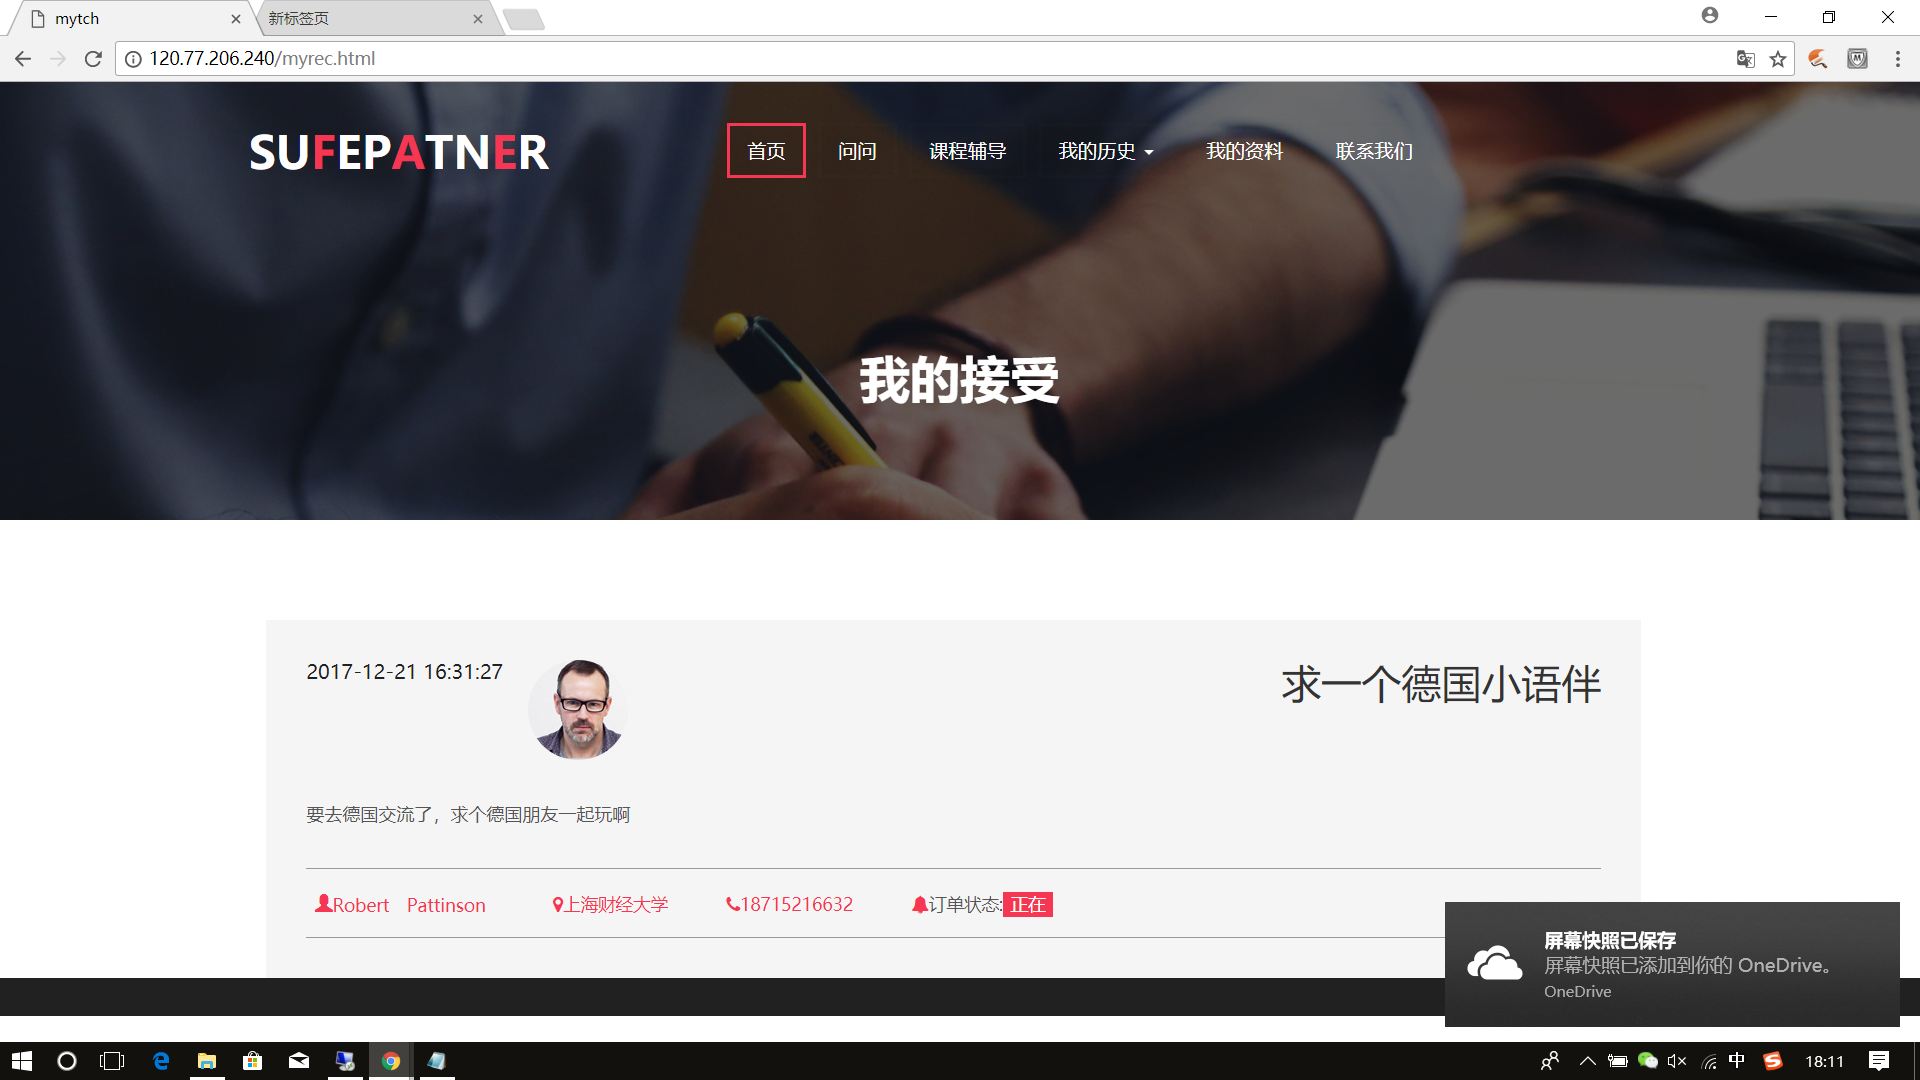 mytch
新标签页
120.77.206.240/myrec.html
SUFEPATNER
首页
问问
课程辅导
我的历史
我的资料
联系我们
我的接受
2017-12-21 16:31:27
求一个德国小语伴
要去德国交流了，求个德国朋友一起玩啊
Robert Pattinson
上海财经大学
18715216632
订单状态:正在
屏幕快照已保存
屏幕快照已添加到你的 OneDrive。
OneDrive
中
18:11